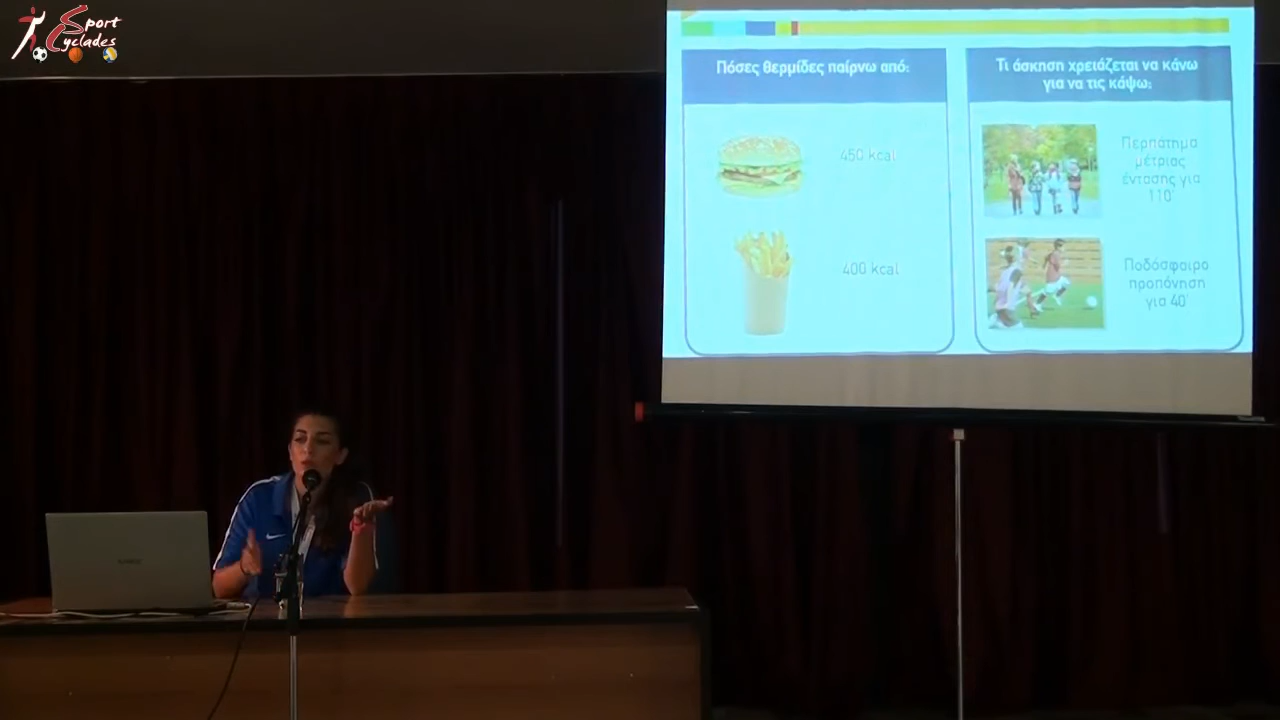 Sport
Cyclades
Πόσες θερμίδες παίρνω από:
450 kcal
400 kcal
Τι άσκηση χρειάζεται να κάνω
για να τις κάψω;
Περπάτημα
μέτριας
έντασης για
110'
Ποδόσφαιρο
προπόνηση
για 40'